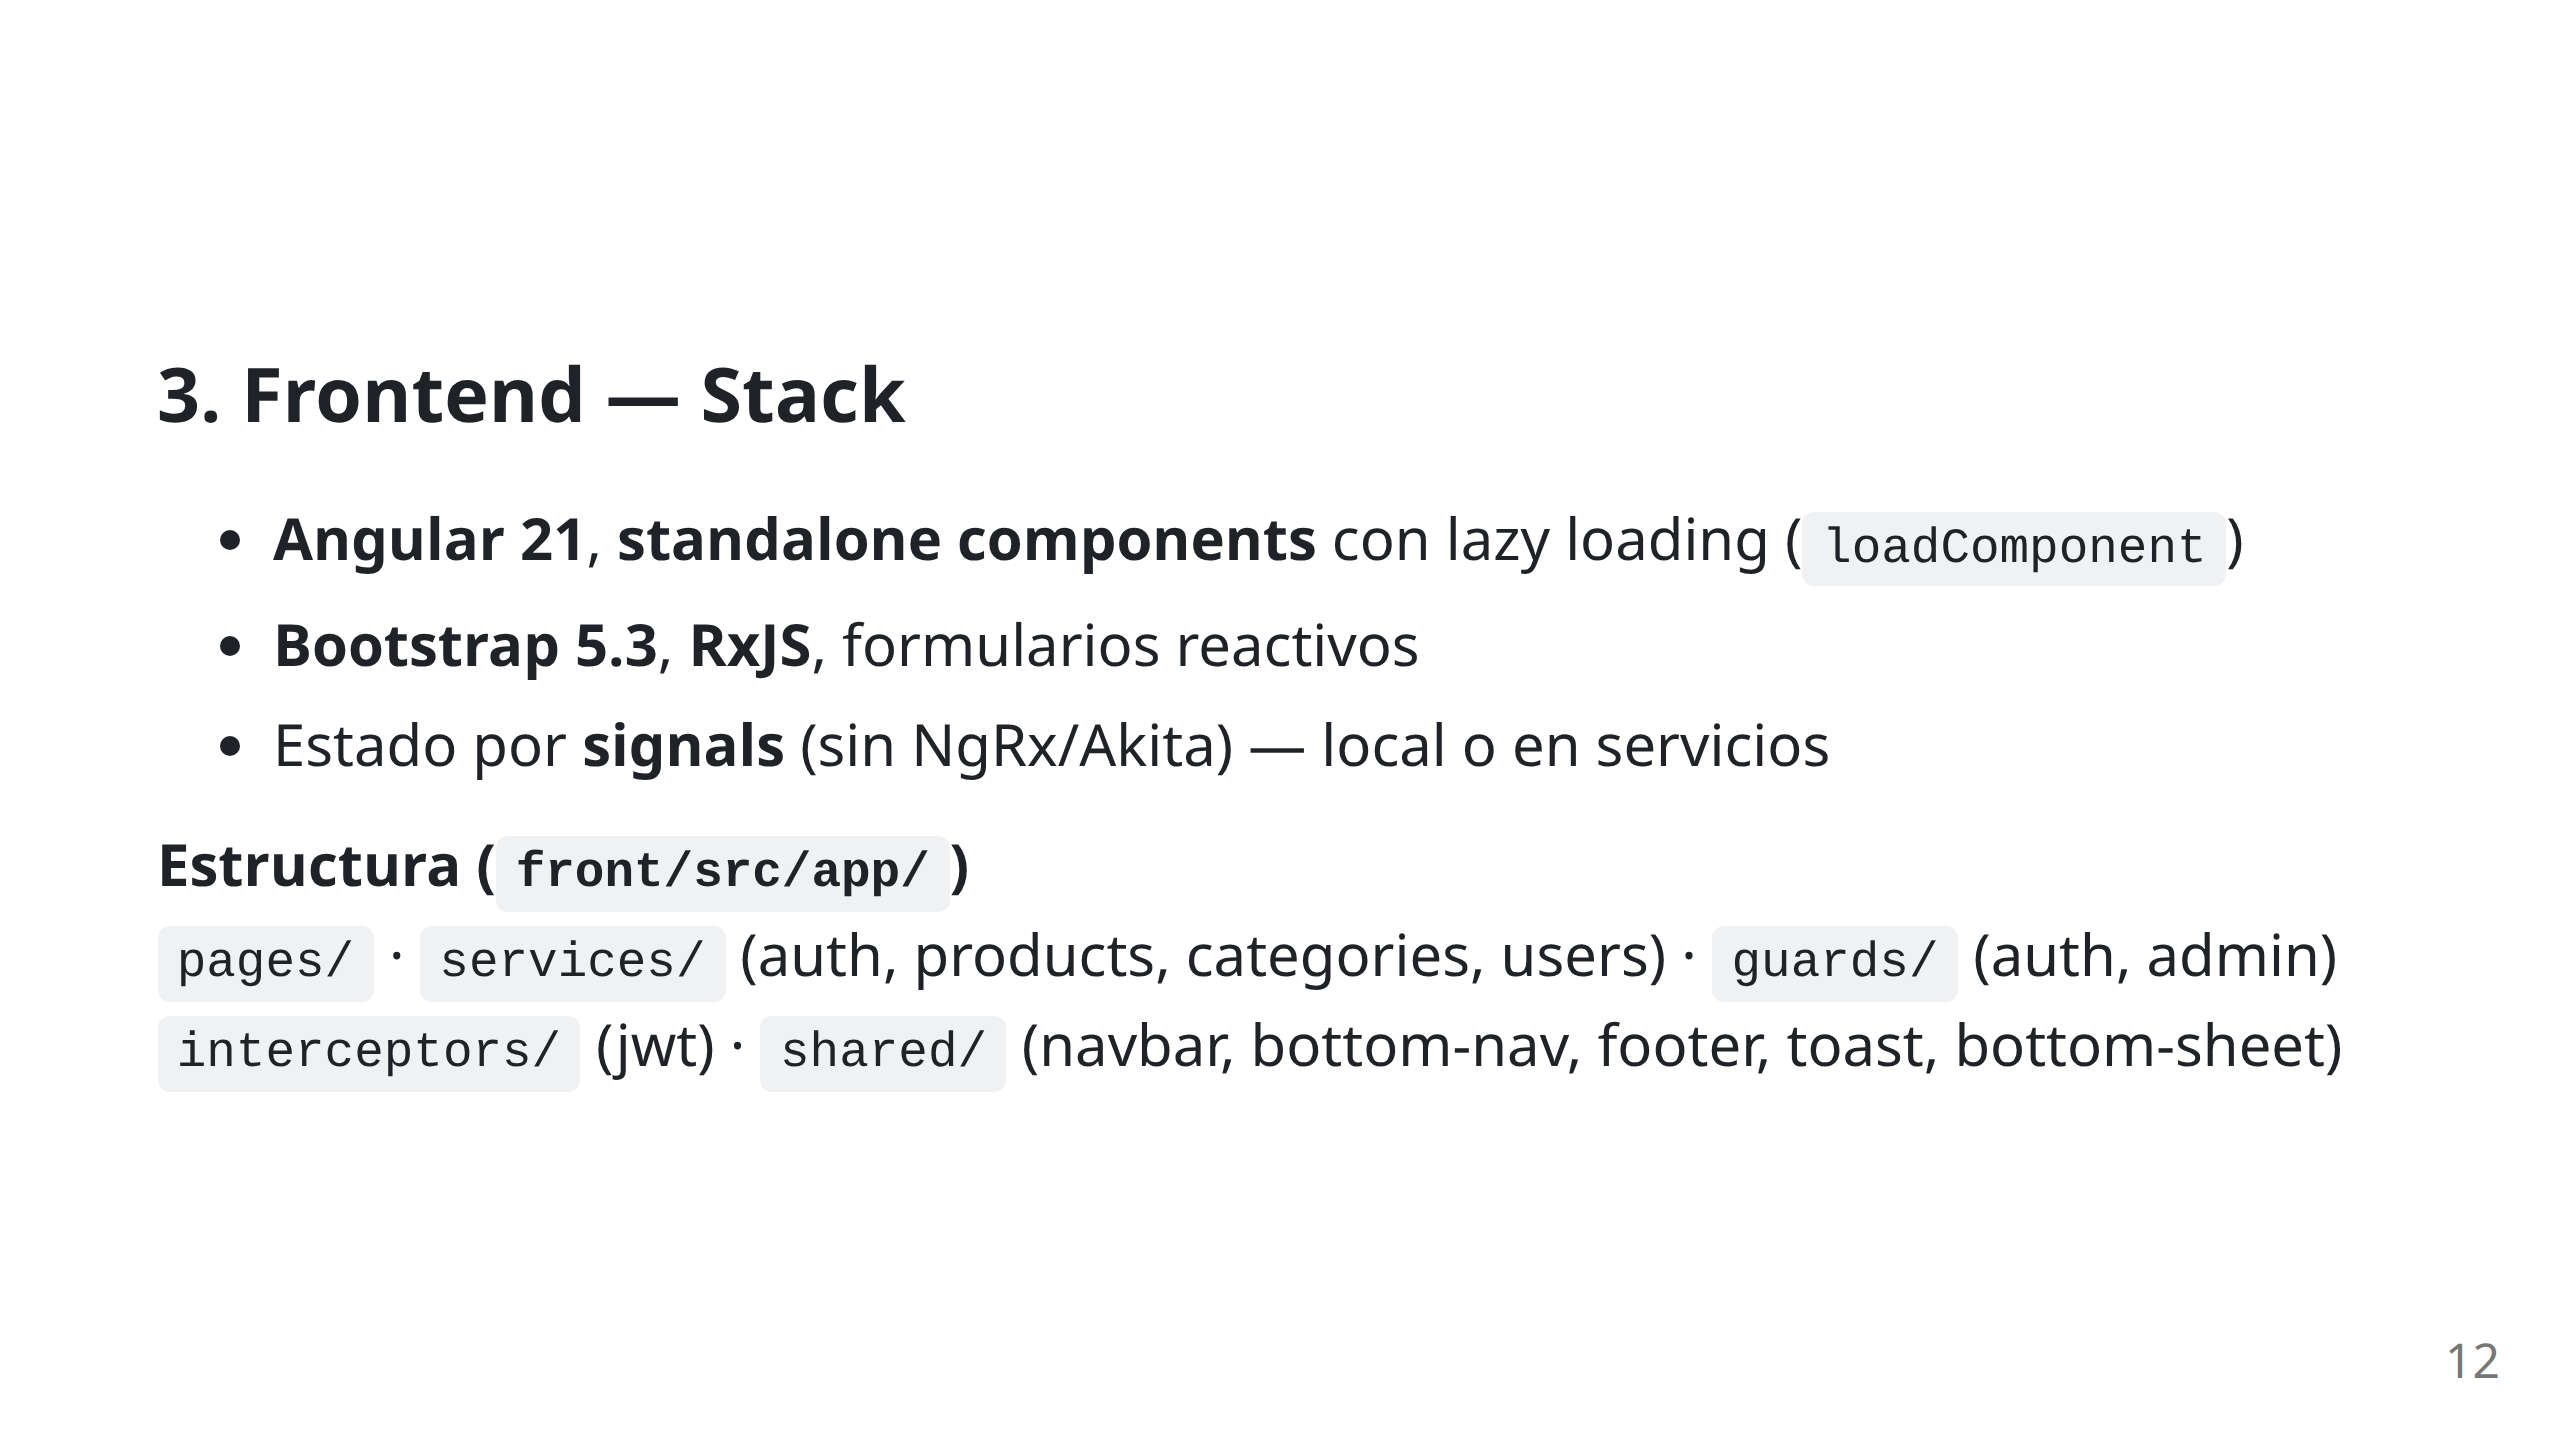 3. Frontend — Stack
• Angular 21, standalone components con lazy loading (loadComponent)
• Bootstrap 5.3, RxJS, formularios reactivos
• Estado por signals (sin NgRx/Akita) — local o en servicios
Estructura (front/src/app/)
pages/ · services/ (auth, products, categories, users) · guards/ (auth, admin)
interceptors/ (jwt) · shared/ (navbar, bottom-nav, footer, toast, bottom-sheet)
12